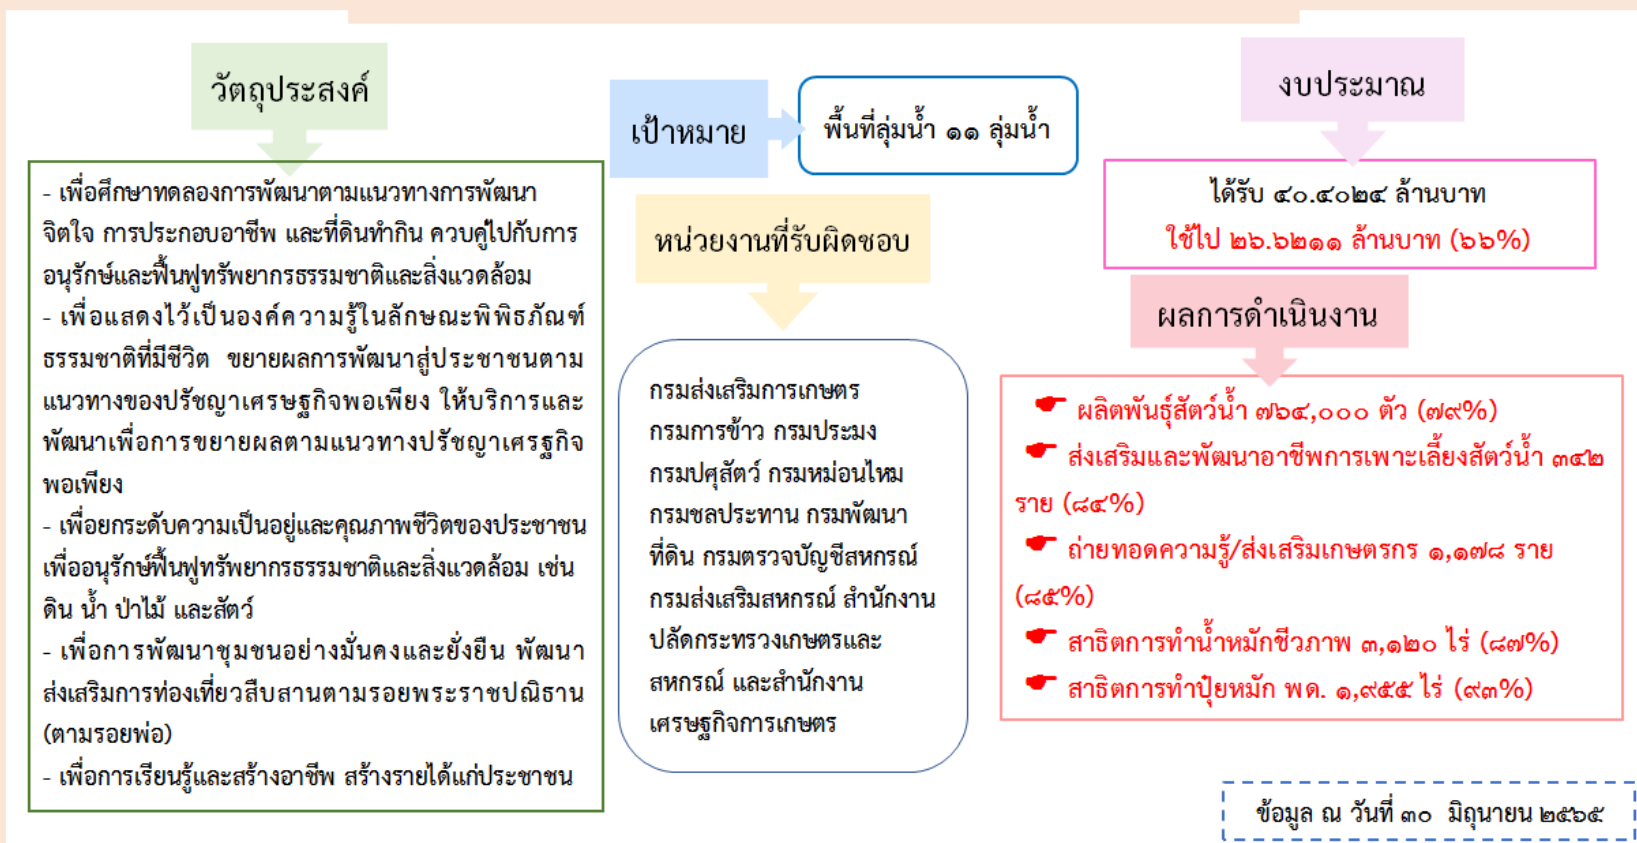 วัตถุประสงค์
- เพื่อศึกษาทดลองการพัฒนาตามแนวทางการพัฒนา
จิตใจ การประกอบอาชีพ และที่ดินทำกิน ควบคู่ไปกับการ
อนุรักษ์และฟื้นฟูทรัพยากรธรรมชาติและสิ่งแวดล้อม
- เพื่อแสดงไว้เป็นองค์ความรู้ในลักษณะพิพิธภัณฑ์
ธรรมชาติที่มีชีวิต ขยายผลการพัฒนาสู่ประชาชนตาม
แนวทางของปรัชญาเศรษฐกิจพอเพียง ให้บริการและ
พัฒนาเพื่อการขยายผลตามแนวทางปรัชญาเศรฐกิจ
พอเพียง
- เพื่อยกระดับความเป็นอยู่และคุณภาพชีวิตของประชาชน
เพื่ออนุรักษ์ฟื้นฟูทรัพยากรธรรมชาติและสิ่งแวดล้อม เช่น
ดิน น้ำ ป่าไม้ และสัตว์
- เพื่อการพัฒนาชุมชนอย่างมั่นคงและยั่งยืน พัฒนา
ส่งเสริมการท่องเที่ยวสืบสานตามรอยพระราชปณิธาน
(ตามรอยพ่อ)
- เพื่อการเรียนรู้และสร้างอาชีพ สร้างรายได้แก่ประชาชน
เป้าหมาย
พื้นที่ลุ่มน้ำ ๑๑ ลุ่มน้ำ
หน่วยงานที่รับผิดชอบ
กรมส่งเสริมการเกษตร
กรมการข้าว กรมประมง
กรมปศุสัตว์ กรมหม่อนไหม
กรมชลประทาน กรมพัฒนา
ที่ดิน กรมตรวจบัญชีสหกรณ์
กรมส่งเสริมสหกรณ์ สำนักงาน
ปลัดกระทรวงเกษตรและ
สหกรณ์ และสำนักงาน
เศรษฐกิจการเกษตร
งบประมาณ
ได้รับ ๔๐.๔๐๒๔ ล้านบาท
ใช้ไป ๒๖.๖๒๑๑ ล้านบาท (๖๖%)
ผลการดำเนินงาน
ผลิตพันธุ์สัตว์น้ำ ๗๖๔,๐๐๐ ตัว (๗๙%)
ส่งเสริมและพัฒนาอาชีพการเพาะเลี้ยงสัตว์น้ำ ๓๔๒
ราย (๘๔%)
ถ่ายทอดความรู้/ส่งเสริมเกษตรกร ๑,๑๗๘ ราย
(๘๕%)
สาธิตการทำน้ำหมักชีวภาพ ๓,๑๒๐ ไร่ (๘๗%)
สาธิตการทำปุ๋ยหมัก พด. ๑,๙๕๕ ไร่ (๙๓%)
ข้อมูล ณ วันที่ ๓๐ มิถุนายน ๒๕๖๕